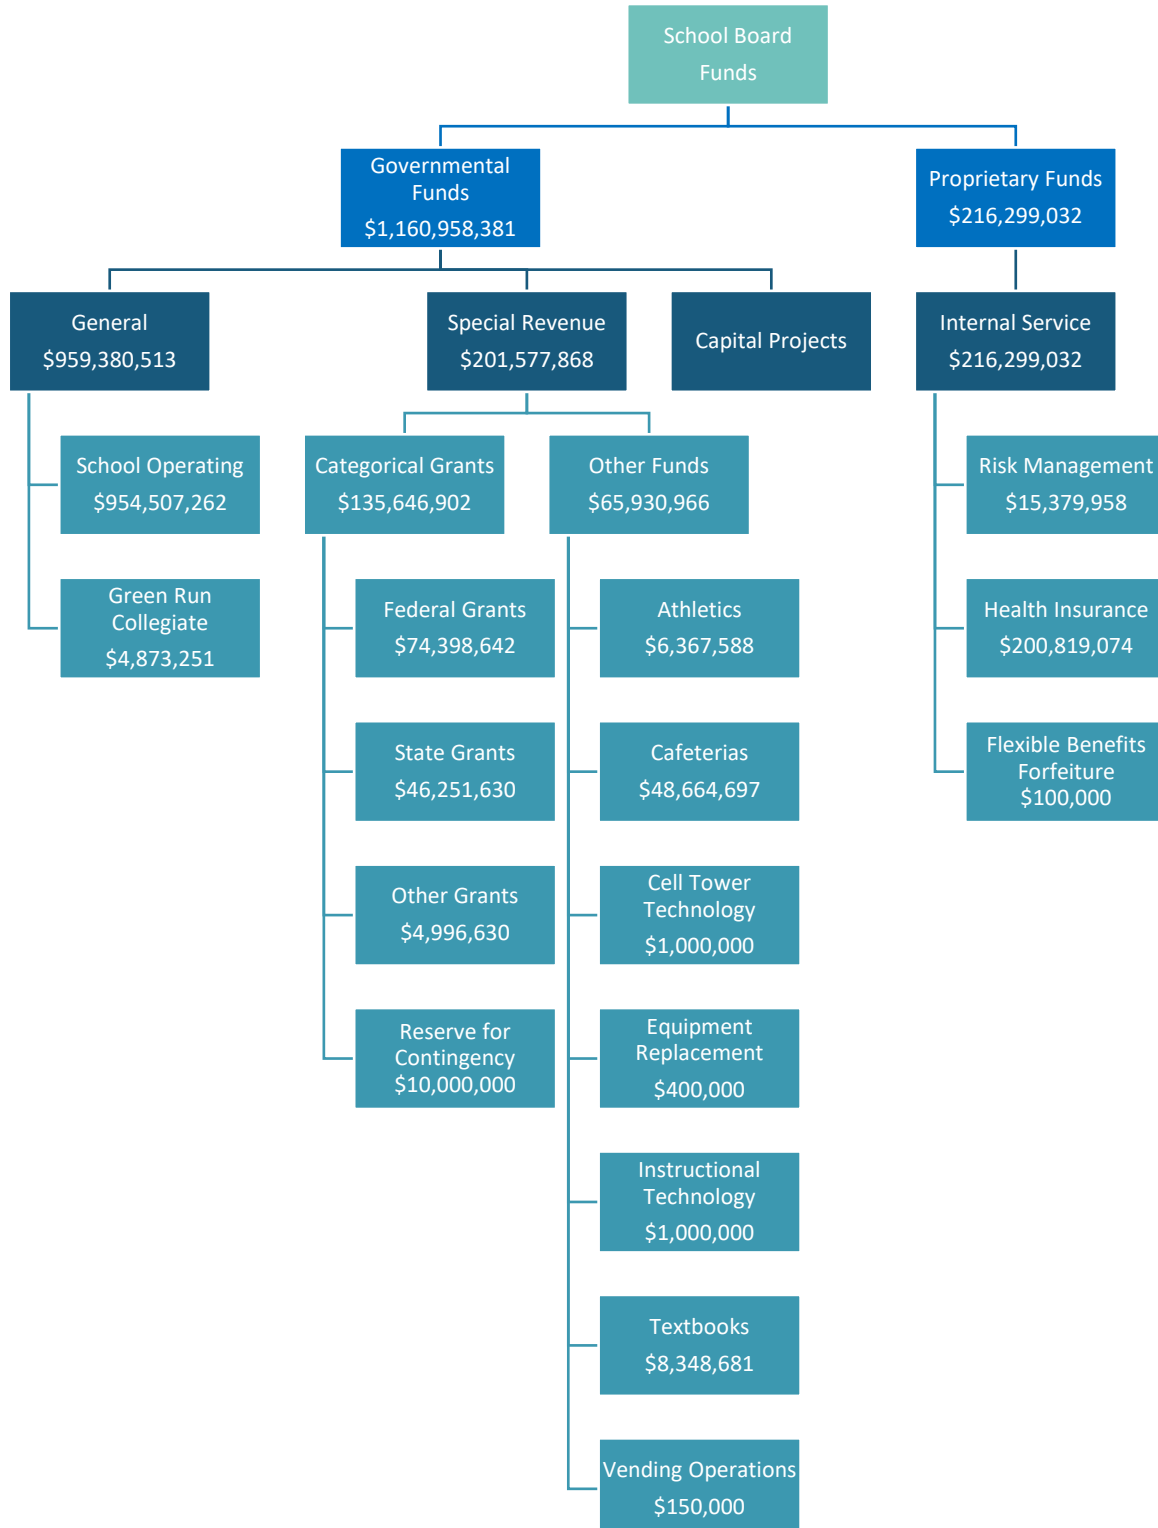 School Board
Funds
Governmental
Funds
$1,160,958,381
Proprietary Funds
$216,299,032
General
$959,380,513
Special Revenue
$201,577,868
Capital Projects
Internal Service
$216,299,032
School Operating
$954,507,262
Green Run
Collegiate
$4,873,251
Categorical Grants
$135,646,902
Federal Grants
$74,398,642
State Grants
$46,251,630
Other Grants
$4,996,630
Reserve for
Contingency
$10,000,000
Other Funds
$65,930,966
Athletics
$6,367,588
Cafeterias
$48,664,697
Cell Tower
Technology
$1,000,000
Equipment
Replacement
$400,000
Instructional
Technology
$1,000,000
Textbooks
$8,348,681
Vending Operations
$150,000
Risk Management
$15,379,958
Health Insurance
$200,819,074
Flexible Benefits
Forfeiture
$100,000